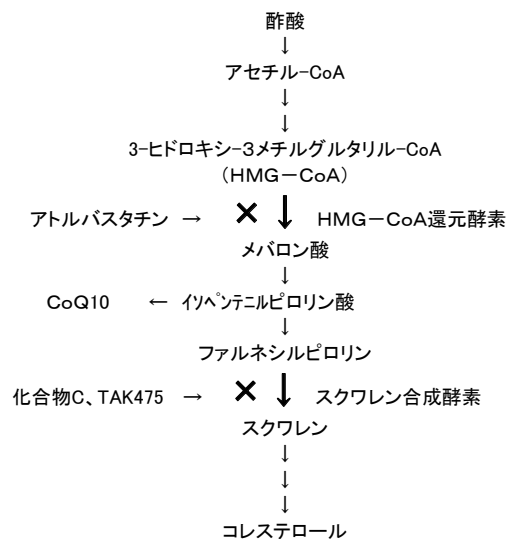 酢酸
↓
アセチル-CoA
↓
↓
3-ヒドロキシ-3メチルグルタリル-CoA
(HMG-CoA)
アトルバスタチン → × ↓ HMG-CoA還元酵素
メバロン酸
↓
CoQ10 ← イソペンテニルピロリン酸
↓
ファルネシルピロリン
化合物C、TAK475 → × ↓ スクワレン合成酵素
スクワレン
↓
↓
↓
コレステロール